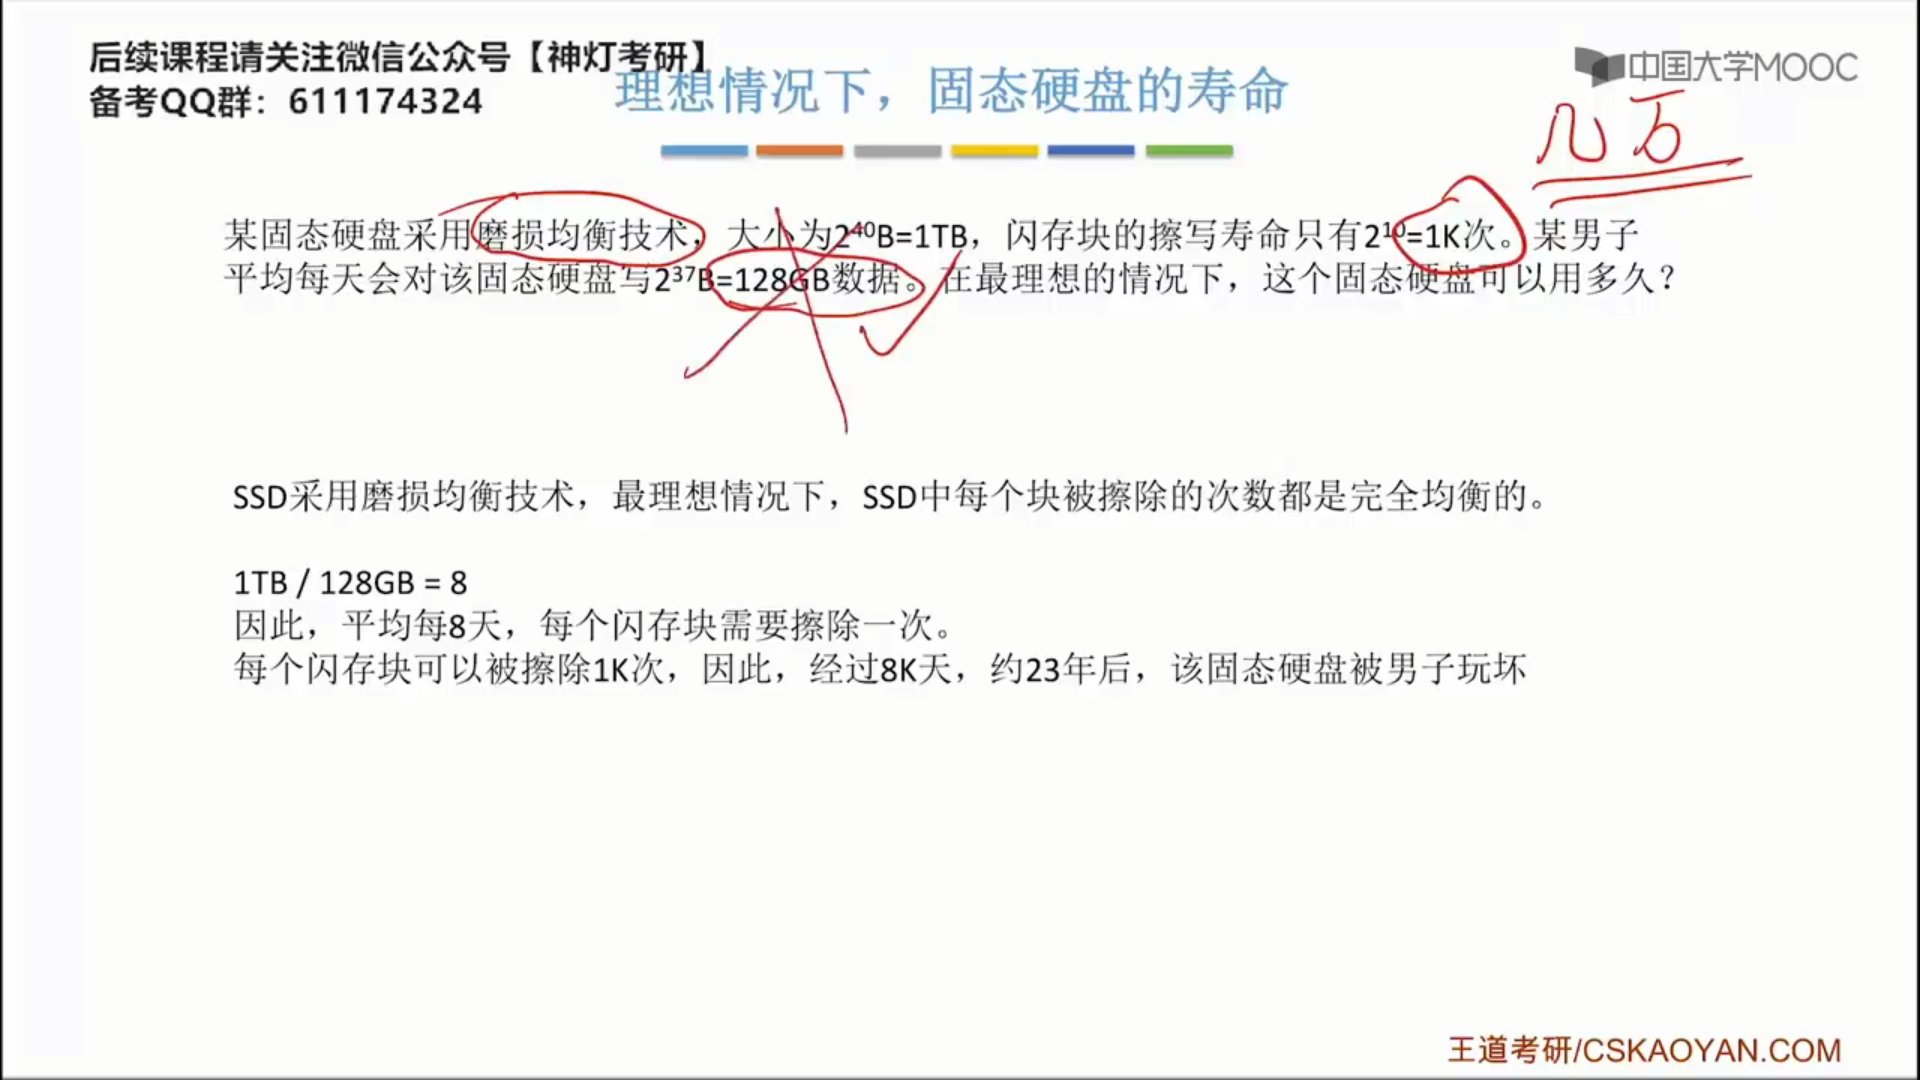 后续课程请关注微信公众号【神灯考研】
备考QQ群：611174324
理想情况下，固态硬盘的寿命
中国大学MOOC
几万
某固态硬盘采用磨损均衡技术，大小为2⁴⁰B=1TB，闪存块的擦写寿命只有2¹⁰=1K次。某男子
平均每天会对该固态硬盘写2³⁷B=128GB数据。在最理想的情况下，这个固态硬盘可以用多久？
SSD采用磨损均衡技术，最理想情况下，SSD中每个块被擦除的次数都是完全均衡的。
1TB / 128GB = 8
因此，平均每8天，每个闪存块需要擦除一次。
每个闪存块可以被擦除1K次，因此，经过8K天，约23年后，该固态硬盘被男子玩坏
王道考研/CSKAOYAN.COM